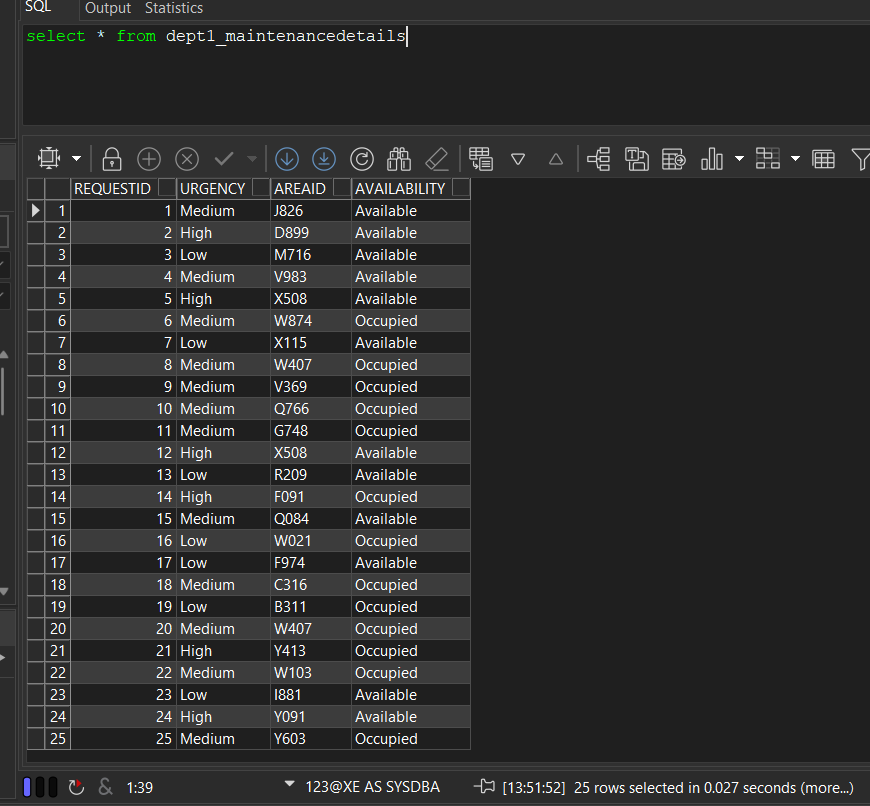 SQL Output Statistics
select * from dept1_maintenancedetails
REQUESTID URGENCY AREAID AVAILABILITY
1 1 Medium J826 Available
2 2 High D899 Available
3 3 Low M716 Available
4 4 Medium V983 Available
5 5 High X508 Available
6 6 Medium W874 Occupied
7 7 Low X115 Available
8 8 Medium W407 Occupied
9 9 Medium V369 Occupied
10 10 Medium Q766 Occupied
11 11 Medium G748 Occupied
12 12 High X508 Available
13 13 Low R209 Available
14 14 High F091 Occupied
15 15 Medium Q084 Available
16 16 Low W021 Occupied
17 17 Low F974 Available
18 18 Medium C316 Occupied
19 19 Low B311 Occupied
20 20 Medium W407 Occupied
21 21 High Y413 Occupied
22 22 Medium W103 Occupied
23 23 Low I881 Available
24 24 High Y091 Available
25 25 Medium Y603 Occupied
& 1:39 123@XE AS SYSDBA [13:51:52] 25 rows selected in 0.027 seconds (more...)